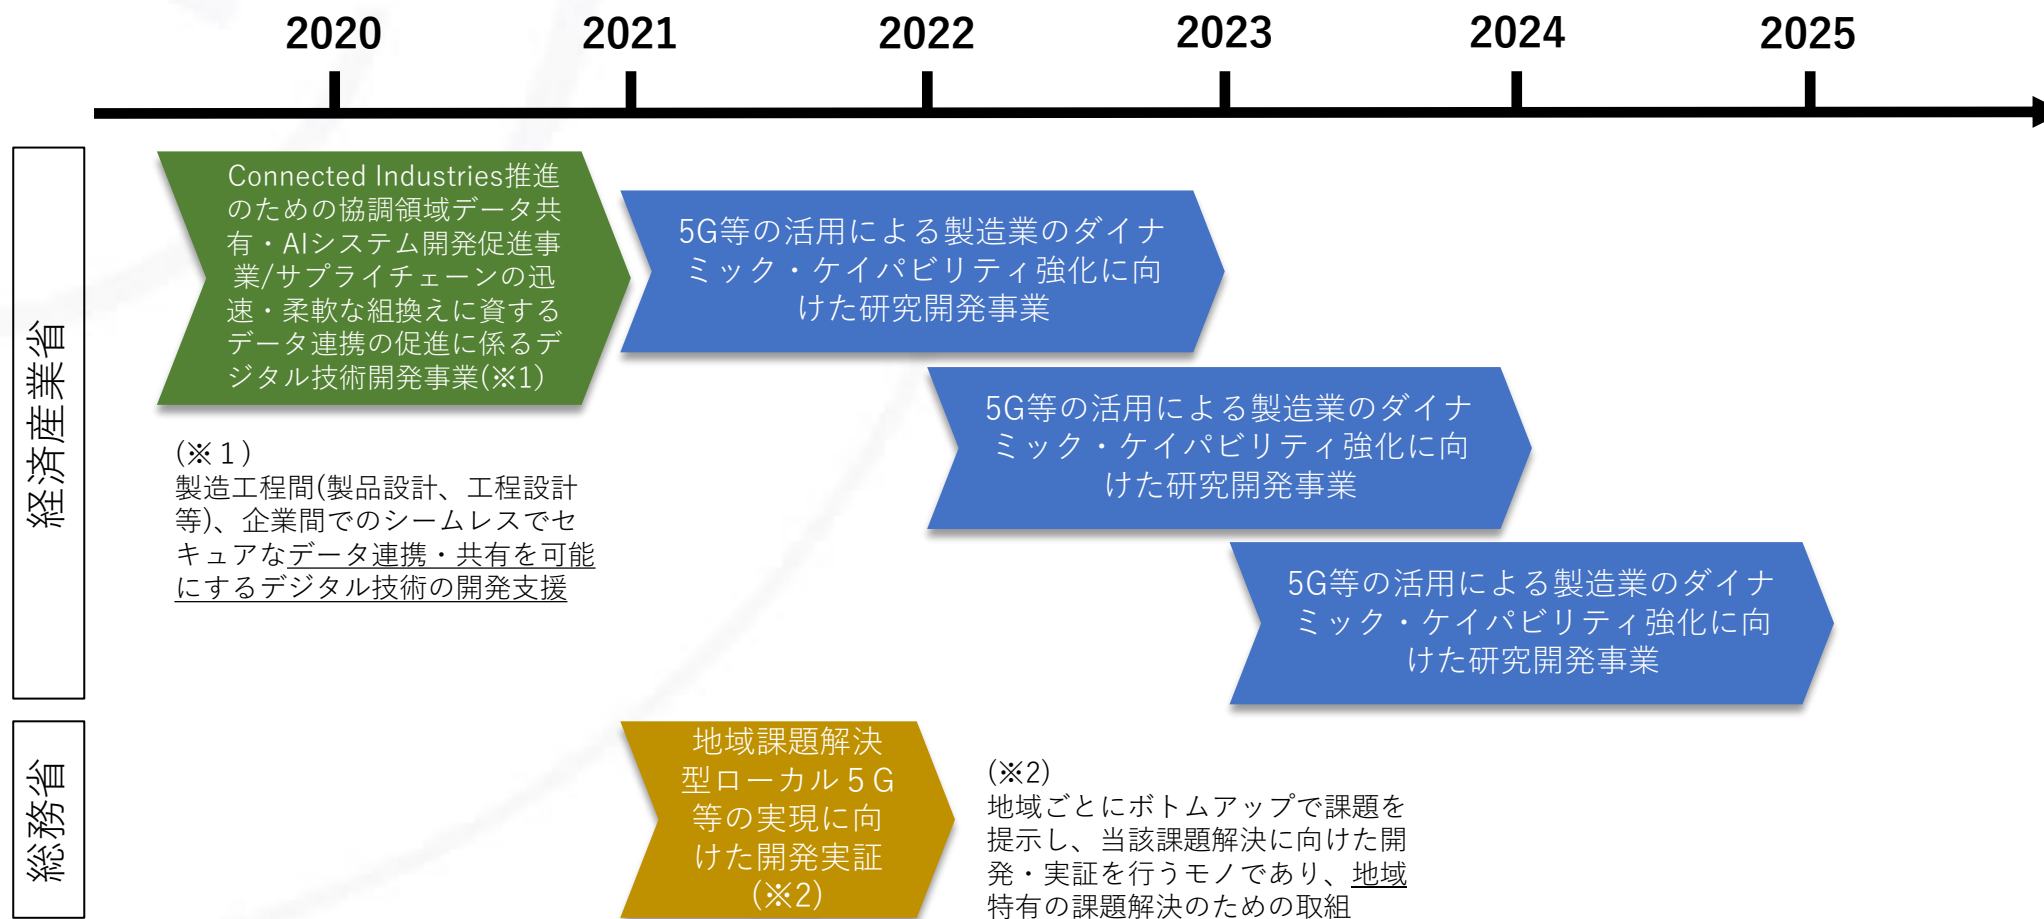 2020 2021 2022 2023 2024 2025
経済産業省
Connected Industries推進
のための協調領域データ共
有・AIシステム開発促進事
業/サプライチェーンの迅
速・柔軟な組換えに資する
データ連携の促進に係るデ
ジタル技術開発事業(※1)
5G等の活用による製造業のダイナ
ミック・ケイパビリティ強化に向
けた研究開発事業
5G等の活用による製造業のダイナ
ミック・ケイパビリティ強化に向
けた研究開発事業
5G等の活用による製造業のダイナ
ミック・ケイパビリティ強化に向
けた研究開発事業
(※１)
製造工程間(製品設計、工程設計
等)、企業間でのシームレスでセ
キュアなデータ連携・共有を可能
にするデジタル技術の開発支援
総務省
地域課題解決
型ローカル５G
等の実現に向
けた開発実証
(※2)
(※2)
地域ごとにボトムアップで課題を
提示し、当該課題解決に向けた開
発・実証を行うモノであり、地域
特有の課題解決のための取組